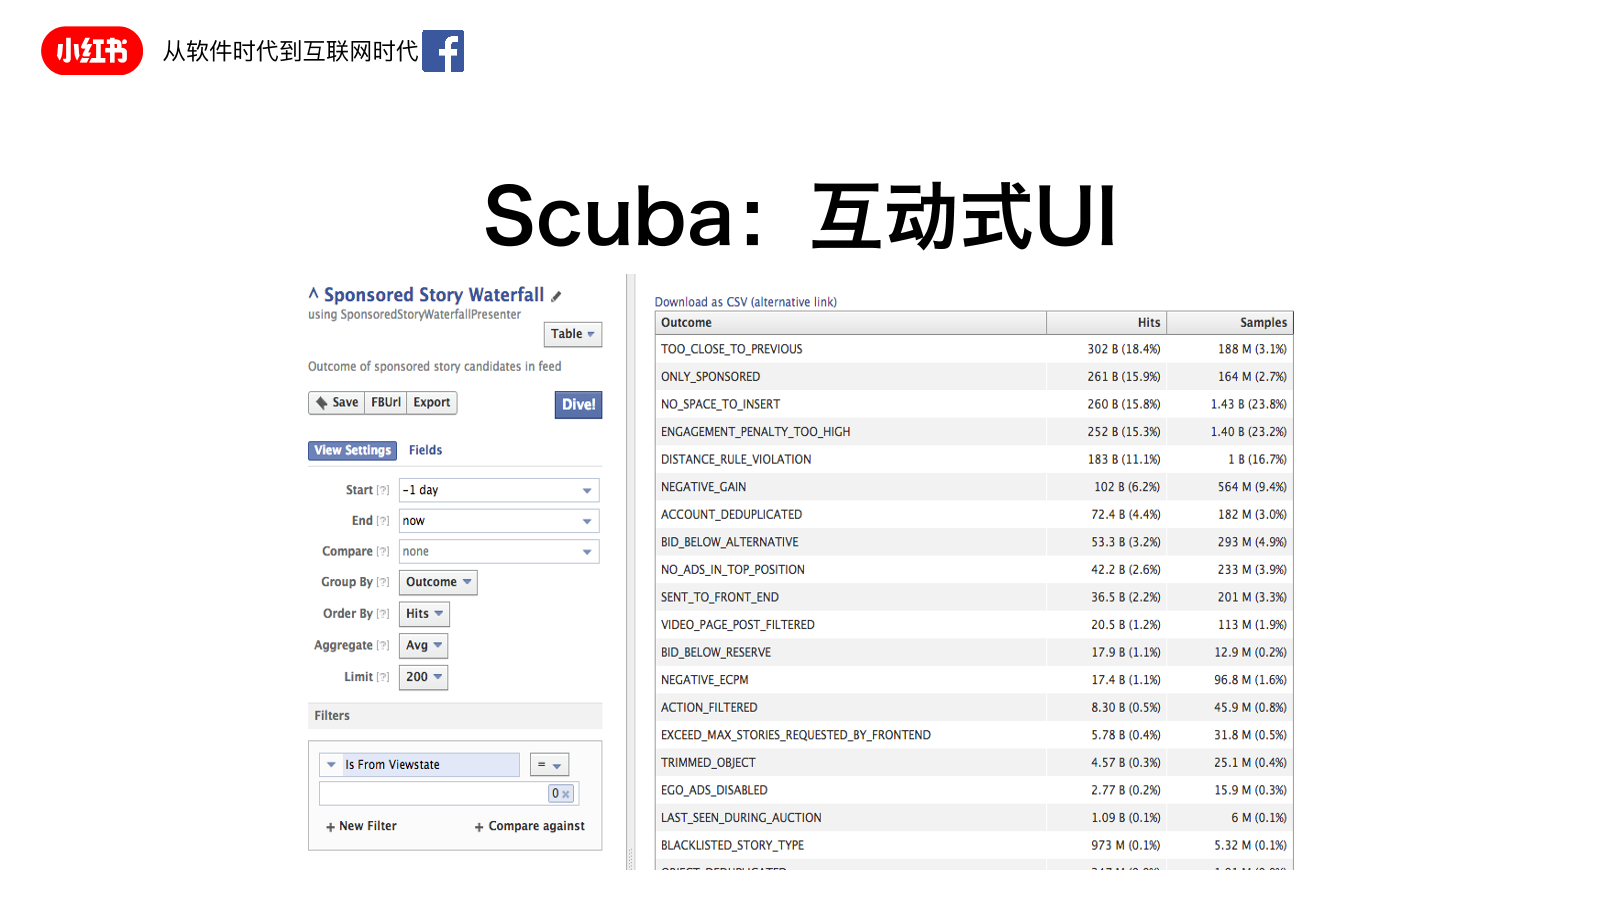 小红书 从软件时代到互联网时代
Scuba：互动式UI
^ Sponsored Story Waterfall
using SponsoredStoryWaterfallPresenter
Table
Outcome of sponsored story candidates in feed
Save FBUrl Export Dive!
View Settings Fields
Start [?] -1 day
End [?] now
Compare [?] none
Group By [?] Outcome
Order By [?] Hits
Aggregate [?] Avg
Limit [?] 200
Filters
Is From Viewstate =
0 x
+ New Filter + Compare against
Download as CSV (alternative link)
Outcome Hits Samples
TOO_CLOSE_TO_PREVIOUS 302 B (18.4%) 188 M (3.1%)
ONLY_SPONSORED 261 B (15.9%) 164 M (2.7%)
NO_SPACE_TO_INSERT 260 B (15.8%) 1.43 B (23.8%)
ENGAGEMENT_PENALTY_TOO_HIGH 252 B (15.3%) 1.40 B (23.2%)
DISTANCE_RULE_VIOLATION 183 B (11.1%) 1 B (16.7%)
NEGATIVE_GAIN 102 B (6.2%) 564 M (9.4%)
ACCOUNT_DEDUPLICATED 72.4 B (4.4%) 182 M (3.0%)
BID_BELOW_ALTERNATIVE 53.3 B (3.2%) 293 M (4.9%)
NO_ADS_IN_TOP_POSITION 42.2 B (2.6%) 233 M (3.9%)
SENT_TO_FRONT_END 36.5 B (2.2%) 201 M (3.3%)
VIDEO_PAGE_POST_FILTERED 20.5 B (1.2%) 113 M (1.9%)
BID_BELOW_RESERVE 17.9 B (1.1%) 12.9 M (0.2%)
NEGATIVE_ECPM 17.4 B (1.1%) 96.8 M (1.6%)
ACTION_FILTERED 8.30 B (0.5%) 45.9 M (0.8%)
EXCEED_MAX_STORIES_REQUESTED_BY_FRONTEND 5.78 B (0.4%) 31.8 M (0.5%)
TRIMMED_OBJECT 4.57 B (0.3%) 25.1 M (0.4%)
EGO_ADS_DISABLED 2.77 B (0.2%) 15.9 M (0.3%)
LAST_SEEN_DURING_AUCTION 1.09 B (0.1%) 6 M (0.1%)
BLACKLISTED_STORY_TYPE 973 M (0.1%) 5.32 M (0.1%)